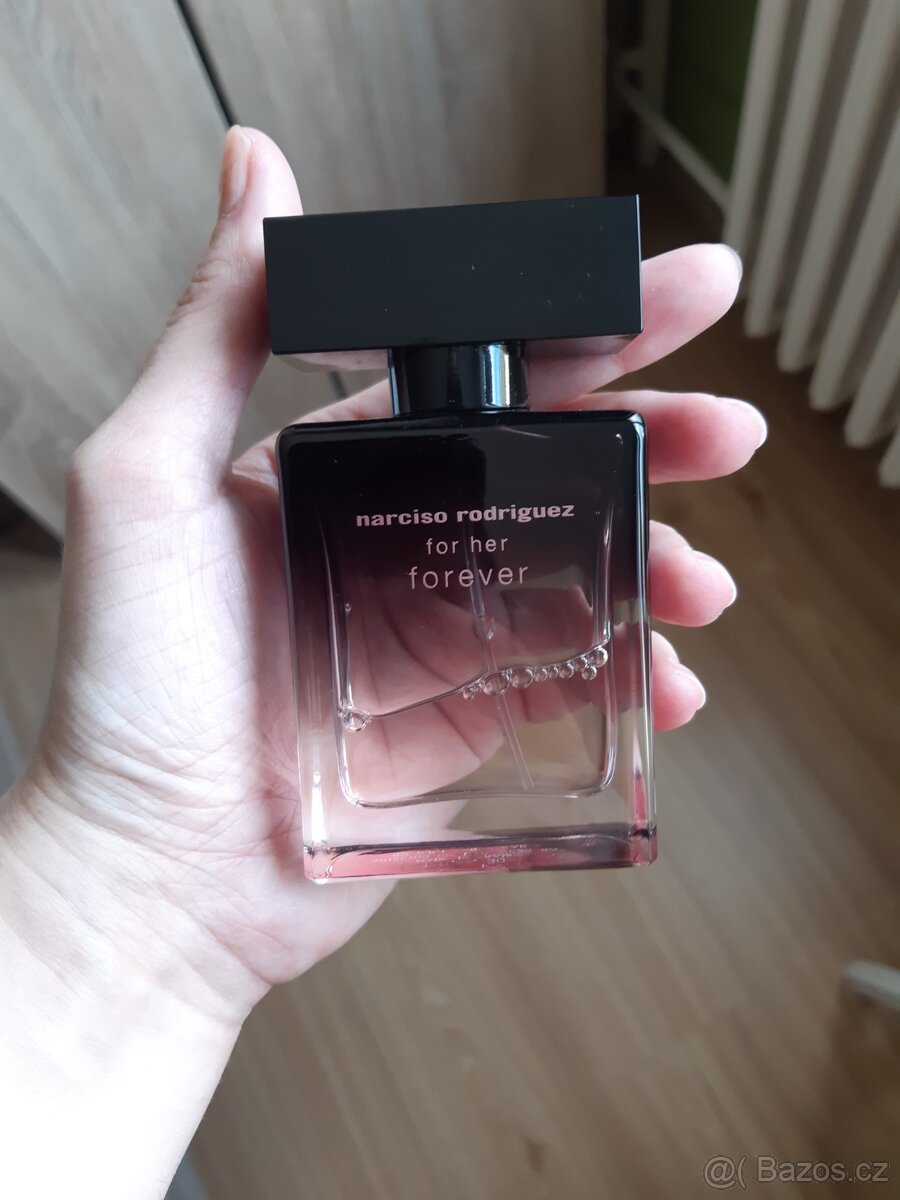 narciso rodriguez
for her
forever
@( Bazos.cz